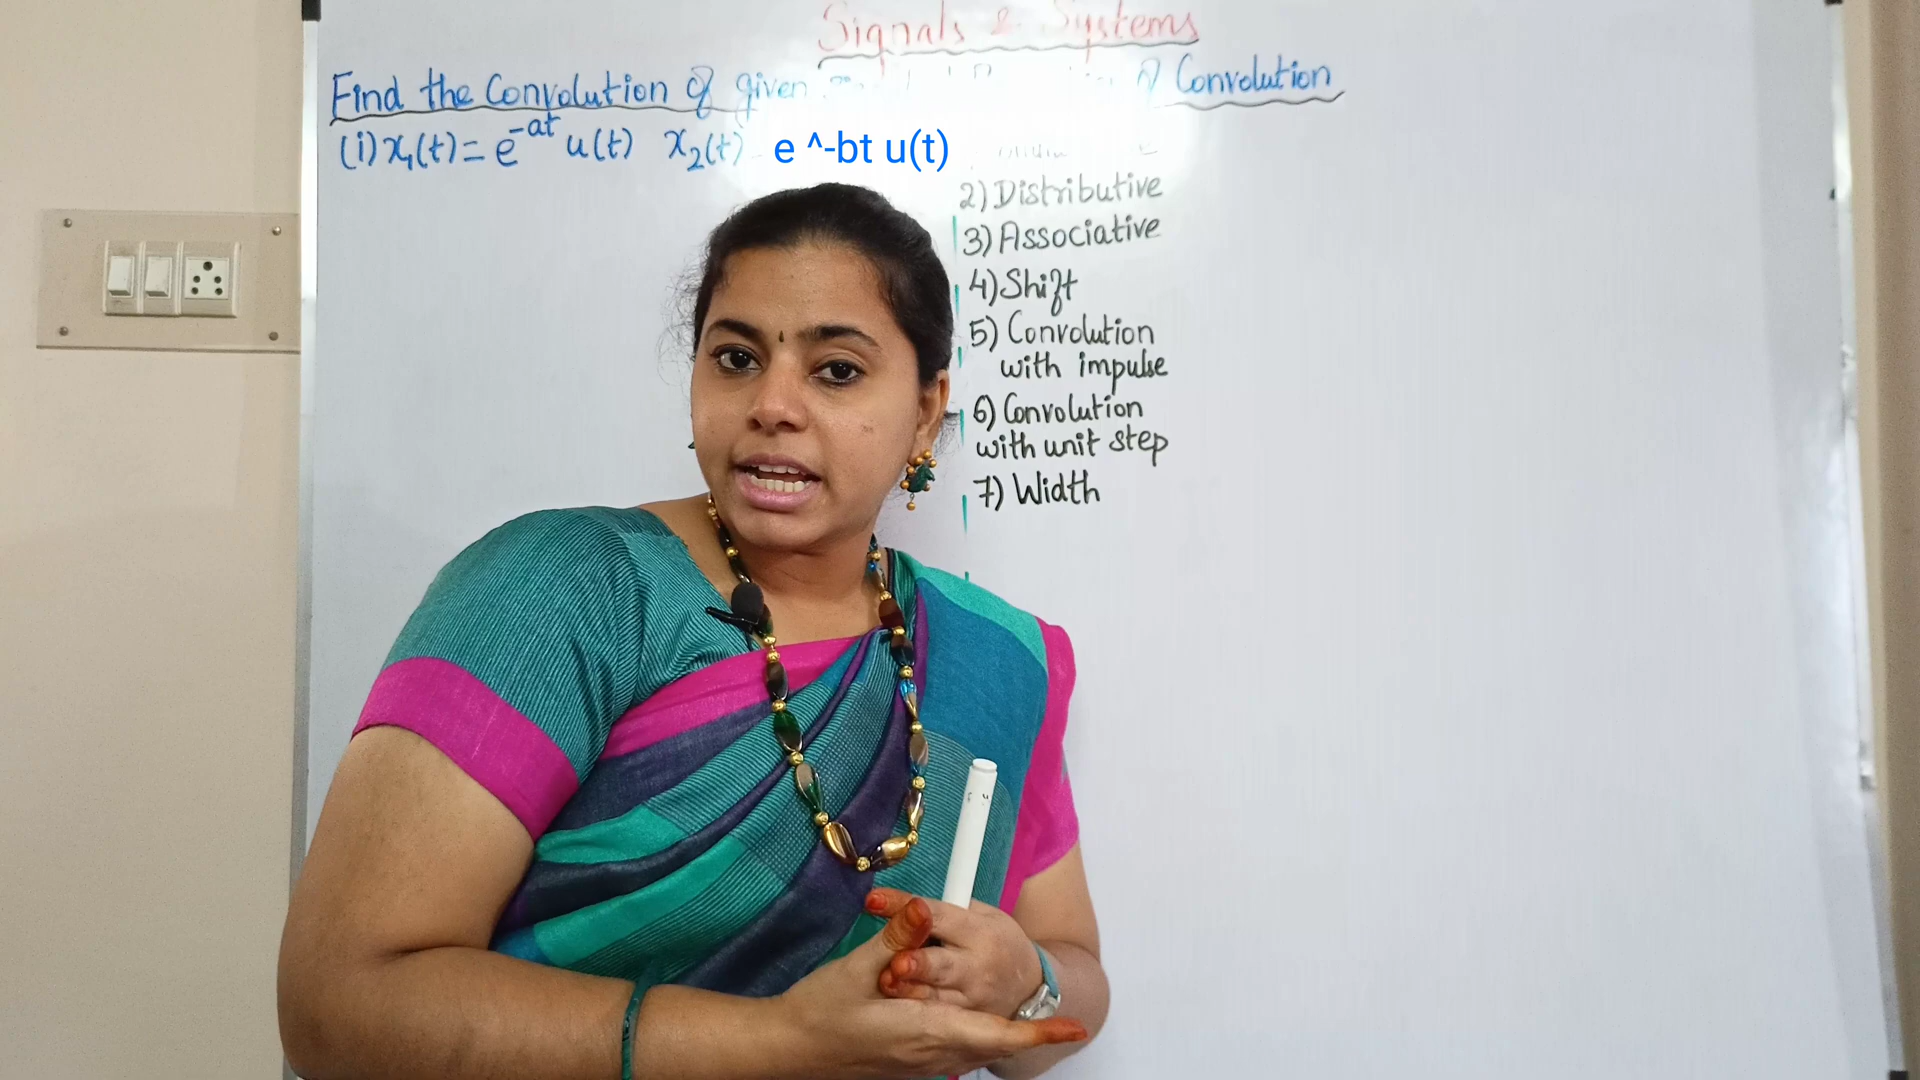 Signals & Systems
Find the Convolution of given
of Convolution
(i) x₁(t) = e^-at u(t) x₂(t) e ^-bt u(t)
2) Distributive
3) Associative
4) Shift
5) Convolution
with impulse
6) Convolution
with unit step
7) Width